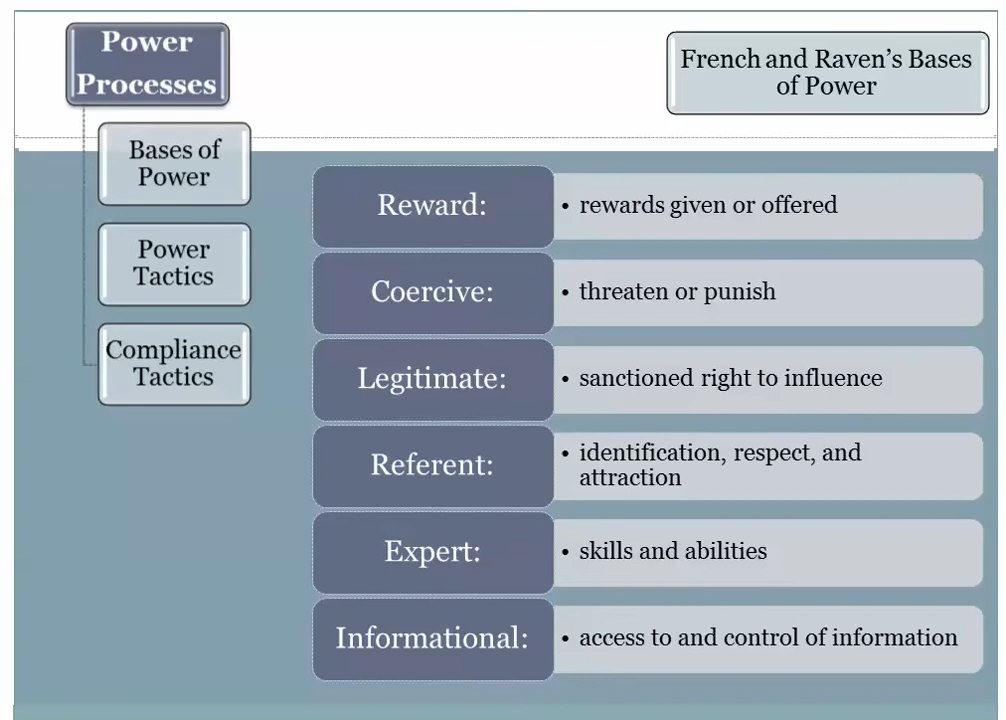 Power
Processes
French and Raven's Bases
of Power
Bases of
Power
Power
Tactics
Compliance
Tactics
Reward:
• rewards given or offered
Coercive:
• threaten or punish
Legitimate:
• sanctioned right to influence
Referent:
• identification, respect, and
attraction
Expert:
• skills and abilities
Informational:
• access to and control of information